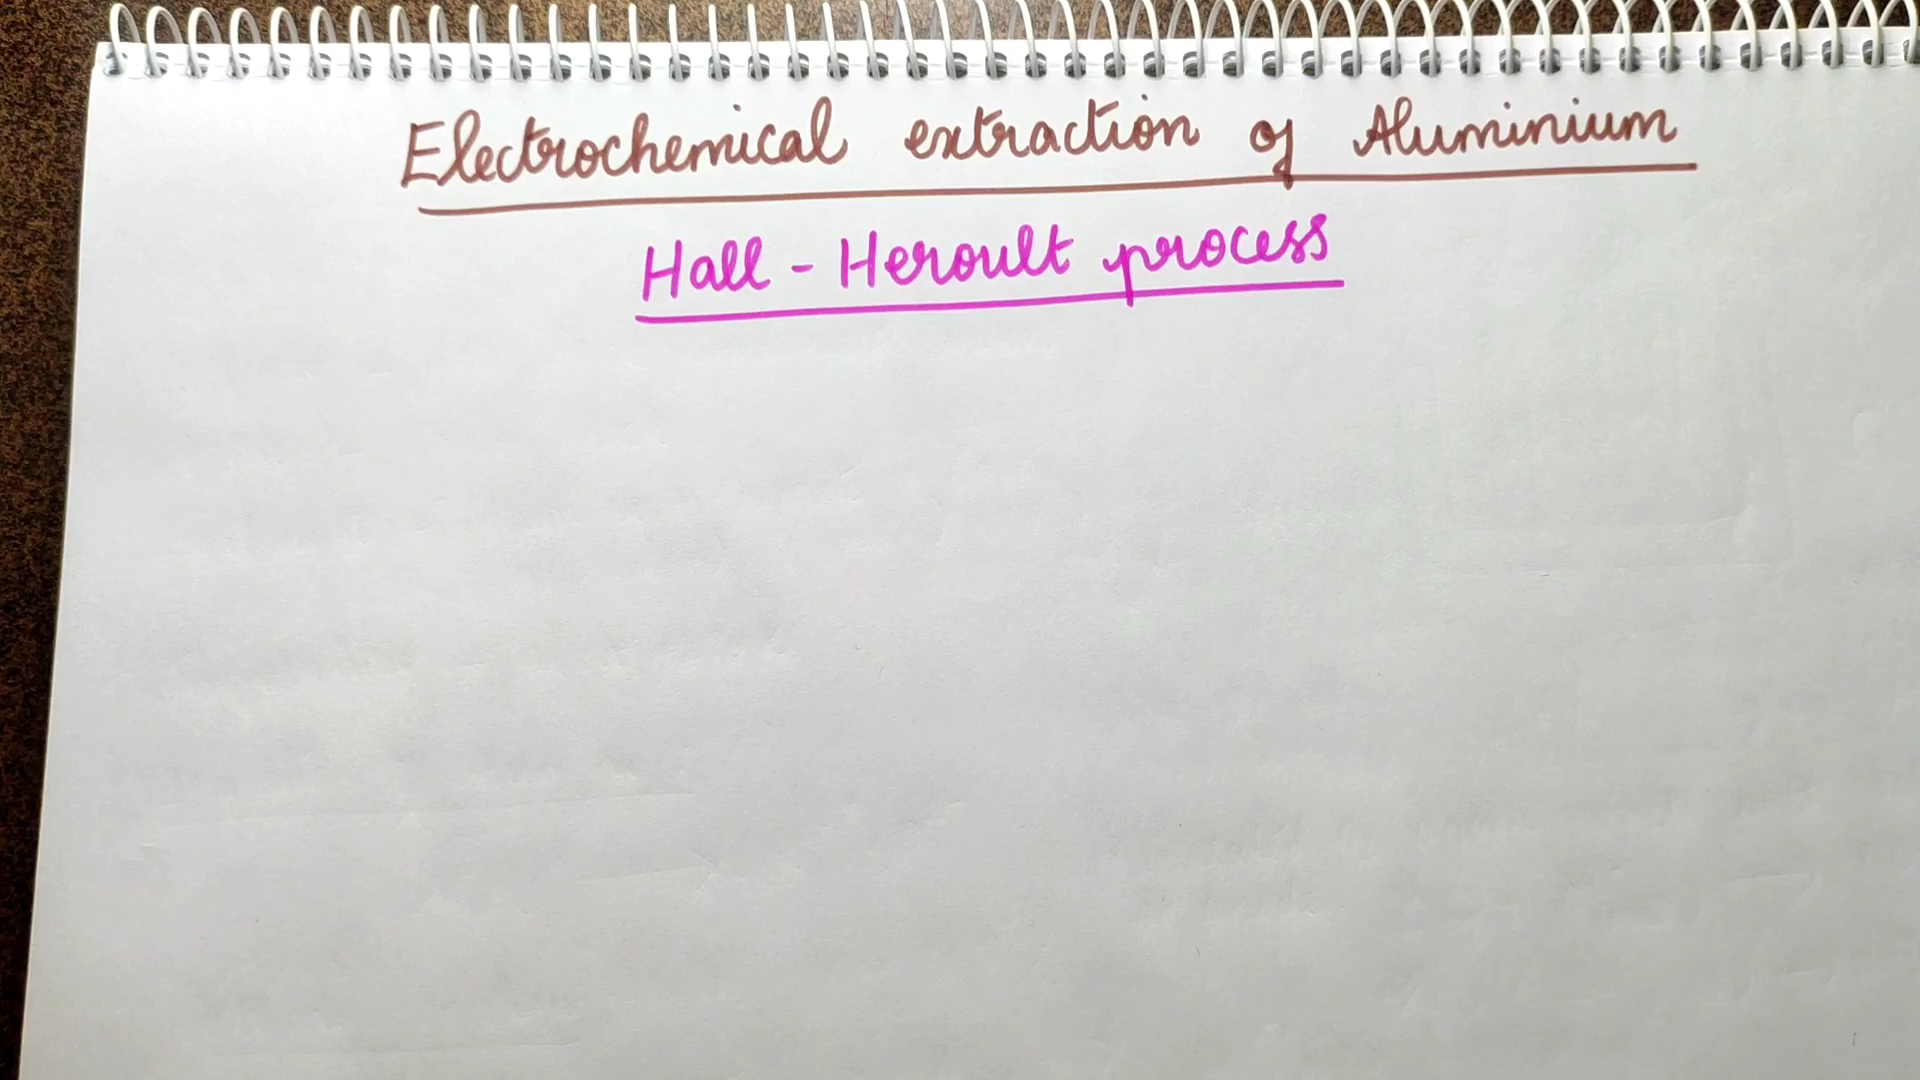 Electrochemical extraction of Aluminium
Hall - Heroult process